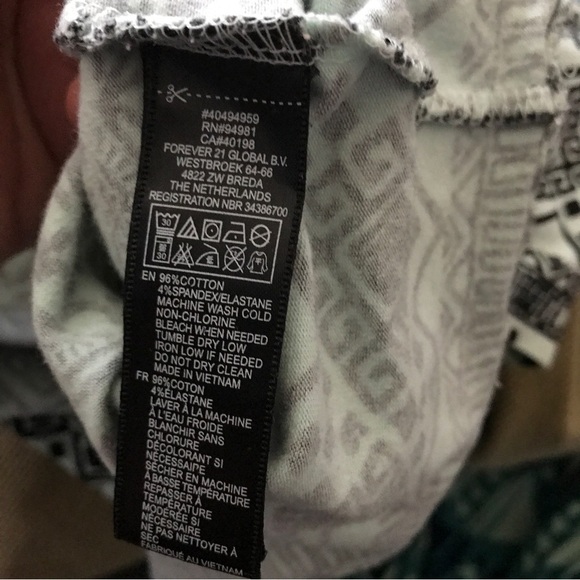 #40494959
RN#94981
CA#40198
FOREVER 21 GLOBAL B.V.
WESTBROEK 64-66
4822 ZW BREDA
THE NETHERLANDS
REGISTRATION NBR 34386700
30
30
EN 96%COTTON
4%SPANDEX/ELASTANE
MACHINE WASH COLD
NON-CHLORINE
BLEACH WHEN NEEDED
TUMBLE DRY LOW
IRON LOW IF NEEDED
DO NOT DRY CLEAN
MADE IN VIETNAM
FR 96%COTON
4%ÉLASTANE
LAVER À LA MACHINE
À L'EAU FROIDE
BLANCHIR SANS
CHLORURE
DÉCOLORANT SI
NÉCESSAIRE
SÉCHER EN MACHINE
À BASSE TEMPÉRATURE
REPASSER À
TEMPÉRATURE
MODÉRÉE SI
NÉCESSAIRE
NE PAS NETTOYER À
SEC
FABRIQUÉ AU VIETNAM